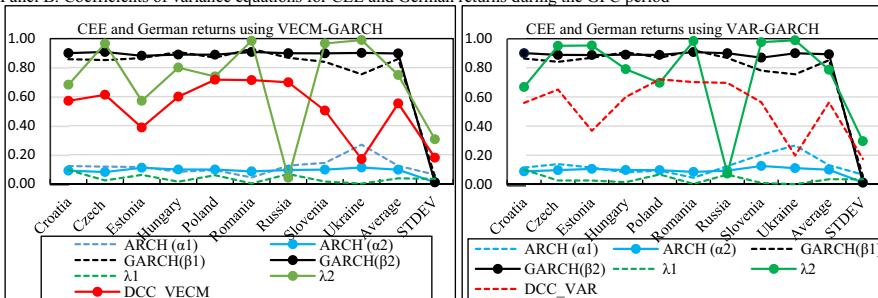 Panel B. Coefficients of variance equations for CEE and German returns during the GFC period
CEE and German returns using VECM-GARCH
1.00
0.80
0.60
0.40
0.20
0.00
Croatia
Czech
Estonia
Hungary
Poland
Romania
Russia
Slovenia
Ukraine
Average
STDEV
ARCH (α1)
ARCH (α2)
GARCH(β1)
GARCH(β2)
λ1
λ2
DCC_VECM
CEE and German returns using VAR-GARCH
1.00
0.80
0.60
0.40
0.20
0.00
Croatia
Czech
Estonia
Hungary
Poland
Romania
Russia
Slovenia
Ukraine
Average
STDEV
ARCH (α1)
ARCH (α2)
GARCH(β1)
GARCH(β2)
λ1
λ2
DCC_VAR